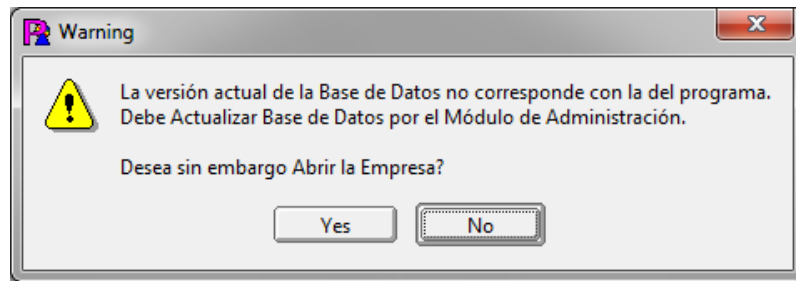 Warning
La versión actual de la Base de Datos no corresponde con la del programa.
Debe Actualizar Base de Datos por el Módulo de Administración.
Desea sin embargo Abrir la Empresa?
Yes
No